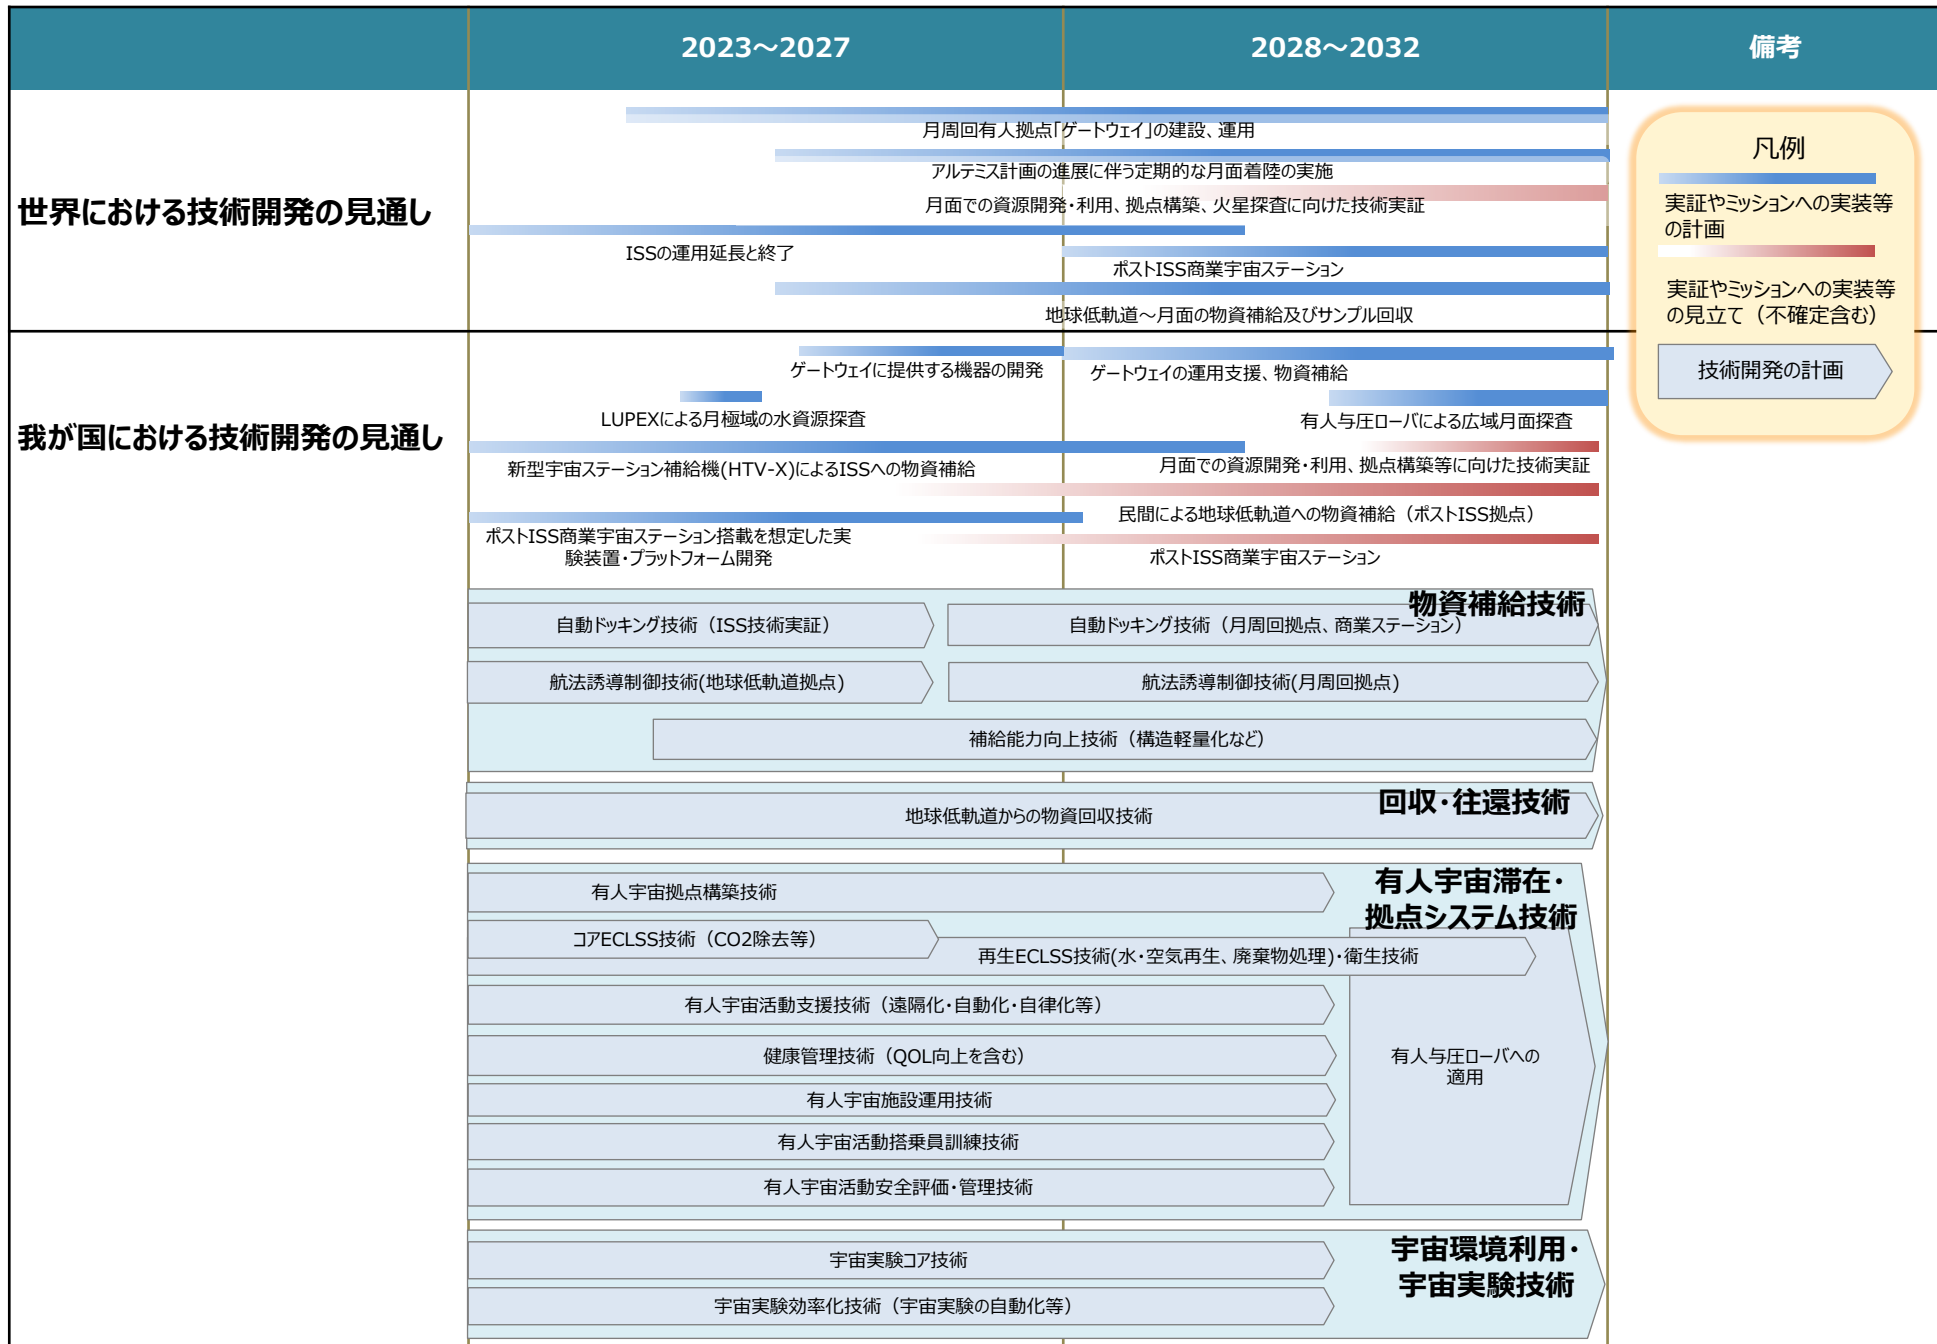 2023～2027
2028～2032
備考
世界における技術開発の見通し
月周回有人拠点｢ゲートウェイ｣の建設、運用
アルテミス計画の進展に伴う定期的な月面着陸の実施
月面での資源開発・利用、拠点構築、火星探査に向けた技術実証
ISSの運用延長と終了
ポストISS商業宇宙ステーション
地球低軌道～月面の物資補給及びサンプル回収
凡例
実証やミッションへの実装等
の計画
実証やミッションへの実装等
の見立て（不確定含む）
技術開発の計画
我が国における技術開発の見通し
ゲートウェイに提供する機器の開発
ゲートウェイの運用支援、物資補給
LUPEXによる月極域の水資源探査
有人与圧ローバによる広域月面探査
新型宇宙ステーション補給機(HTV-X)によるISSへの物資補給
月面での資源開発・利用、拠点構築等に向けた技術実証
民間による地球低軌道への物資補給（ポストISS拠点）
ポストISS商業宇宙ステーション搭載を想定した実
験装置・プラットフォーム開発
ポストISS商業宇宙ステーション
物資補給技術
自動ドッキング技術（ISS技術実証）
自動ドッキング技術（月周回拠点、商業ステーション）
航法誘導制御技術(地球低軌道拠点)
航法誘導制御技術(月周回拠点)
補給能力向上技術（構造軽量化など）
回収・往還技術
地球低軌道からの物資回収技術
有人宇宙滞在・
拠点システム技術
有人宇宙拠点構築技術
コアECLSS技術（CO2除去等）
再生ECLSS技術(水・空気再生、廃棄物処理)・衛生技術
有人宇宙活動支援技術（遠隔化・自動化・自律化等）
健康管理技術（QOL向上を含む）
有人与圧ローバへの
適用
有人宇宙施設運用技術
有人宇宙活動搭乗員訓練技術
有人宇宙活動安全評価・管理技術
宇宙環境利用・
宇宙実験技術
宇宙実験コア技術
宇宙実験効率化技術（宇宙実験の自動化等）